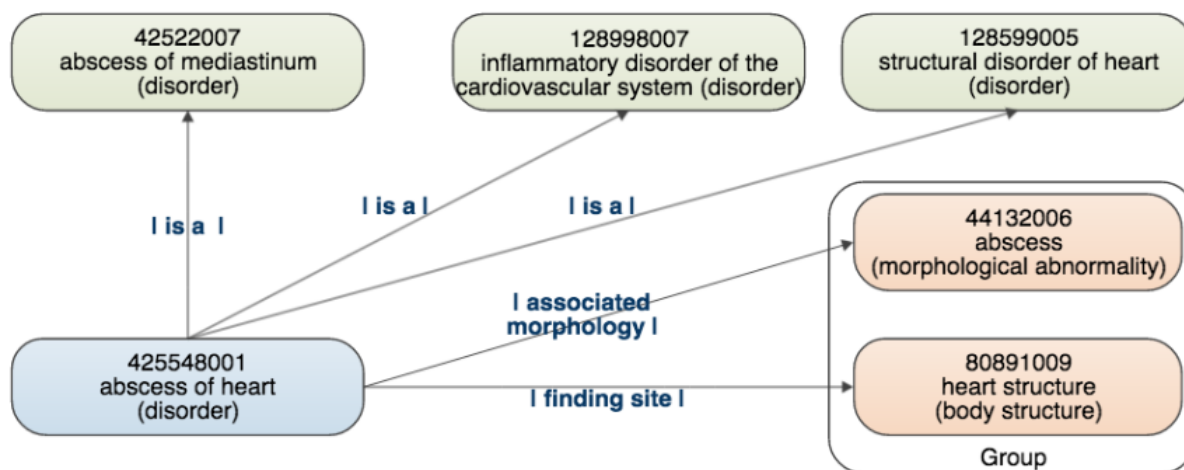 42522007
abscess of mediastinum
(disorder)
128998007
inflammatory disorder of the
cardiovascular system (disorder)
128599005
structural disorder of heart
(disorder)
| is a |
| is a |
| is a |
44132006
abscess
(morphological abnormality)
| associated
morphology |
425548001
abscess of heart
(disorder)
| finding site |
80891009
heart structure
(body structure)
Group